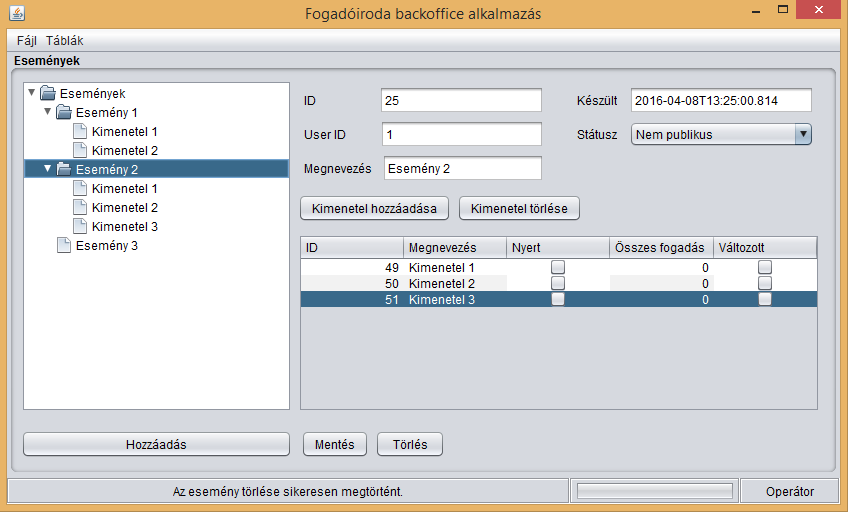 Fogadóiroda backoffice alkalmazás
Fájl Táblák
Események
Események
Esemény 1
Kimenetel 1
Kimenetel 2
Esemény 2
Kimenetel 1
Kimenetel 2
Kimenetel 3
Esemény 3
ID 25 Készült 2016-04-08T13:25:00.814
User ID 1 Státusz Nem publikus
Megnevezés Esemény 2
Kimenetel hozzáadása Kimenetel törlése
ID Megnevezés Nyert Összes fogadás Változott
49 Kimenetel 1 0
50 Kimenetel 2 0
51 Kimenetel 3 0
Hozzáadás Mentés Törlés
Az esemény törlése sikeresen megtörtént. Operátor